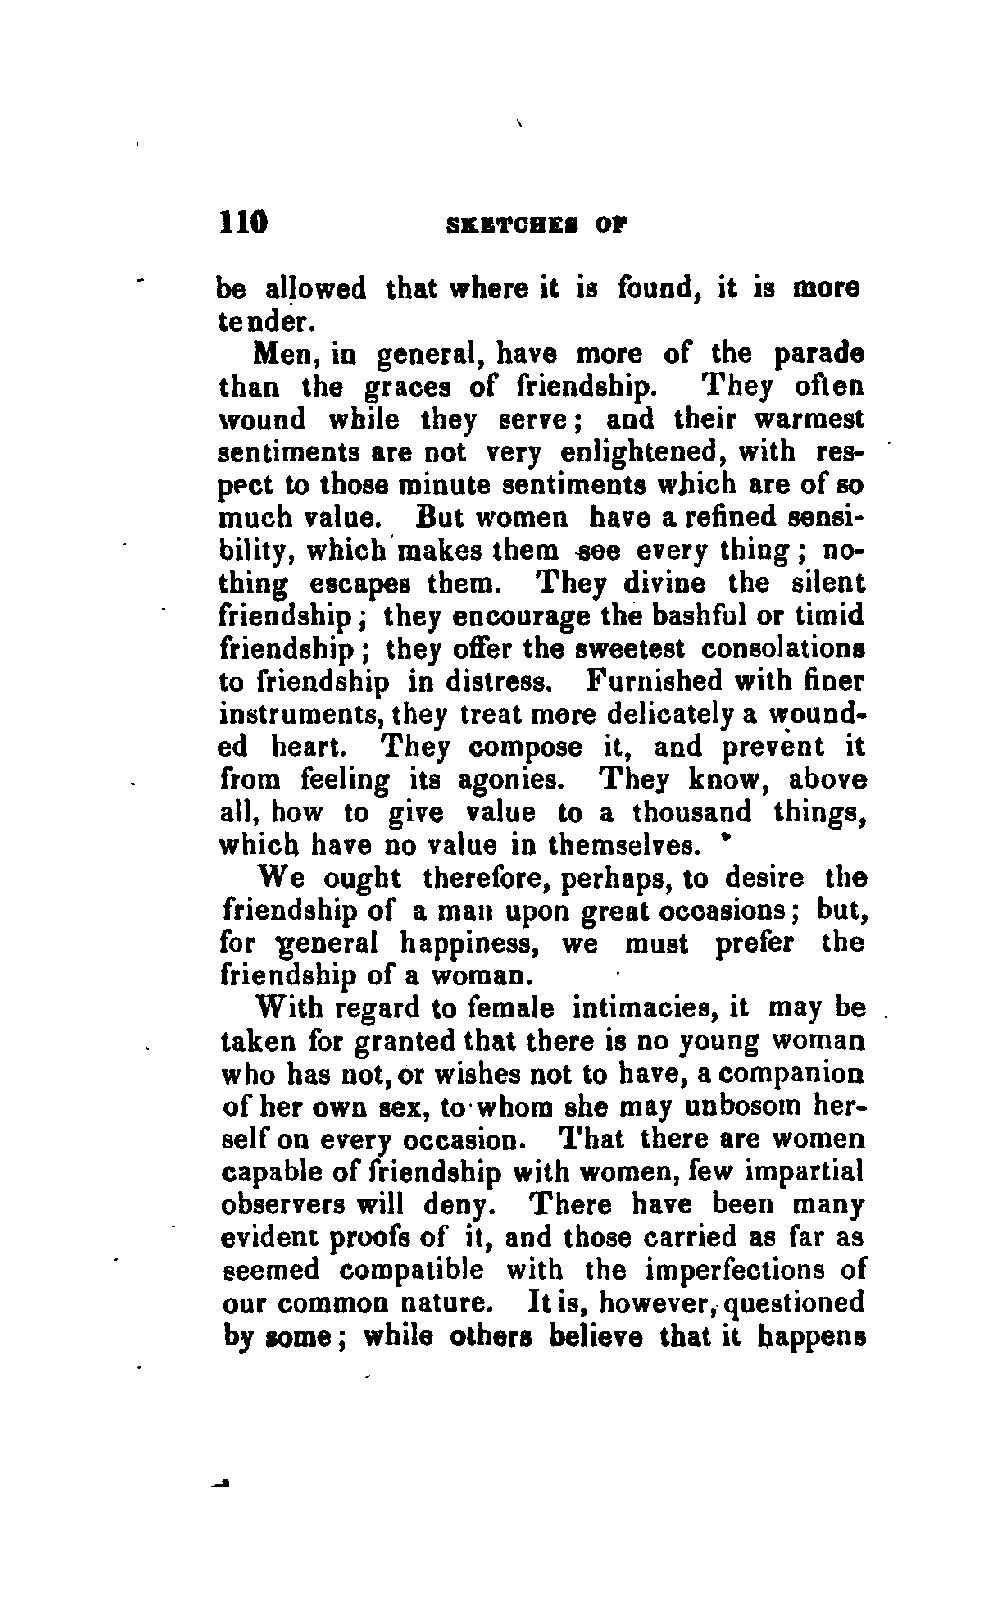 110 SKETCHES OF
be allowed that where it is found, it is more
tender.
Men, in general, have more of the parade
than the graces of friendship. They often
wound while they serve; and their warmest
sentiments are not very enlightened, with res-
pect to those minute sentiments which are of so
much value. But women have a refined sensi-
bility, which makes them see every thing; no-
thing escapes them. They divine the silent
friendship; they encourage the bashful or timid
friendship; they offer the sweetest consolations
to friendship in distress. Furnished with finer
instruments, they treat more delicately a wound-
ed heart. They compose it, and prevent it
from feeling its agonies. They know, above
all, how to give value to a thousand things,
which have no value in themselves.
We ought therefore, perhaps, to desire the
friendship of a man upon great occasions; but,
for general happiness, we must prefer the
friendship of a woman.
With regard to female intimacies, it may be
taken for granted that there is no young woman
who has not, or wishes not to have, a companion
of her own sex, to whom she may unbosom her-
self on every occasion. That there are women
capable of friendship with women, few impartial
observers will deny. There have been many
evident proofs of it, and those carried as far as
seemed compatible with the imperfections of
our common nature. It is, however, questioned
by some; while others believe that it happens